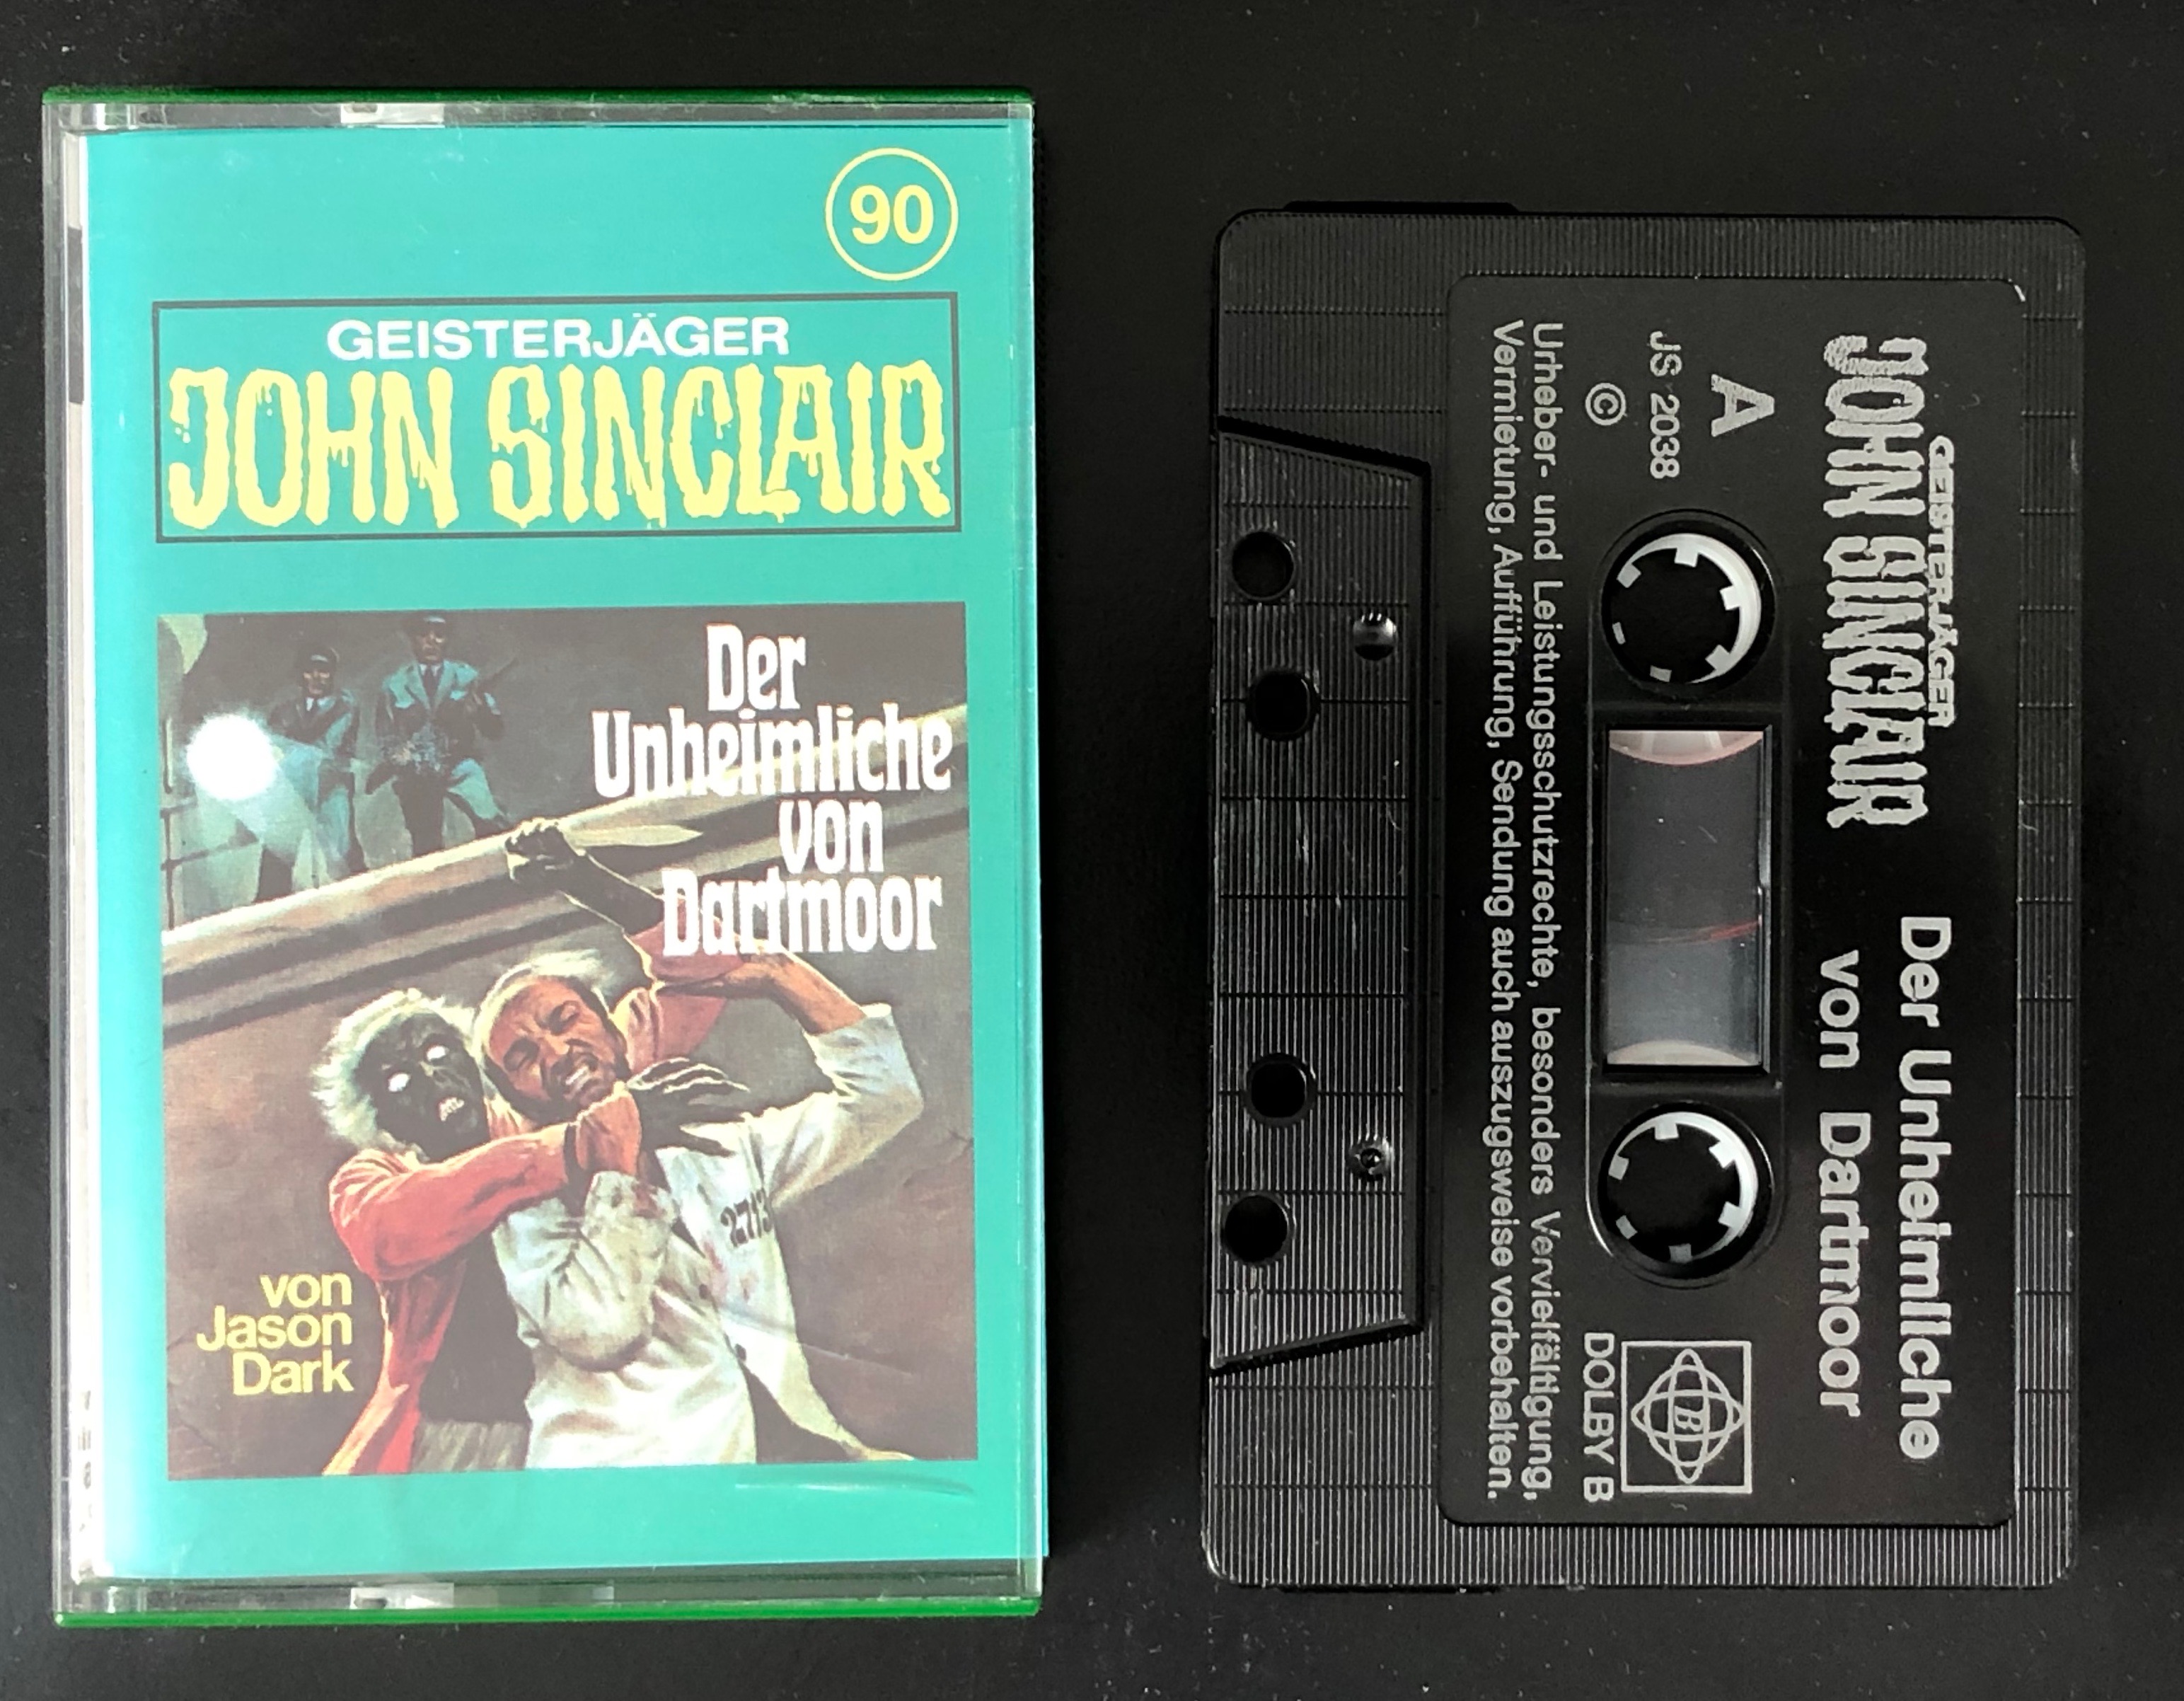 90
GEISTERJÄGER
JOHN SINCLAIR
Der
Unheimliche
von
Dartmoor
2713
von
Jason
Dark
GEISTERJÄGER
JOHN SINCLAIR
Der Unheimliche
von Dartmoor
A
JS 2038
©
B
DOLBY B
Urheber- und Leistungsschutzrechte, besonders Vervielfältigung,
Vermietung, Aufführung, Sendung auch auszugsweise vorbehalten.